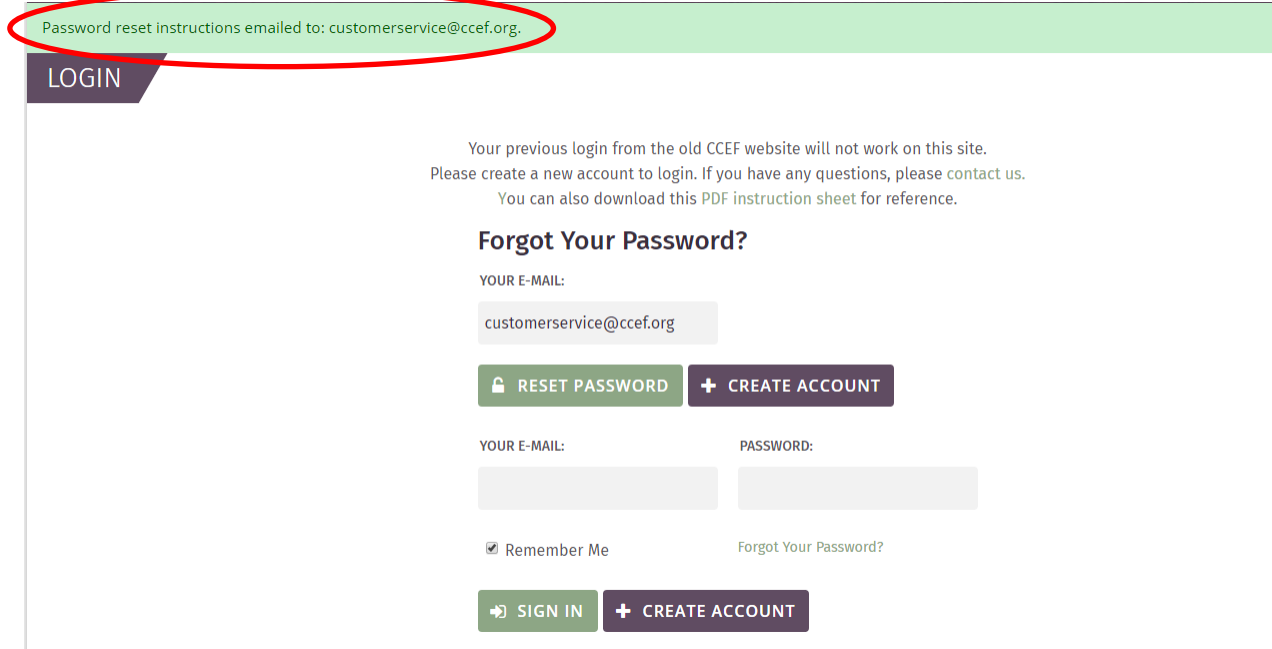 Password reset instructions emailed to: customerservice@ccef.org.
LOGIN
Your previous login from the old CCEF website will not work on this site.
Please create a new account to login. If you have any questions, please contact us.
You can also download this PDF instruction sheet for reference.
Forgot Your Password?
YOUR E-MAIL:
customerservice@ccef.org
RESET PASSWORD CREATE ACCOUNT
YOUR E-MAIL: PASSWORD:
Remember Me Forgot Your Password?
SIGN IN CREATE ACCOUNT